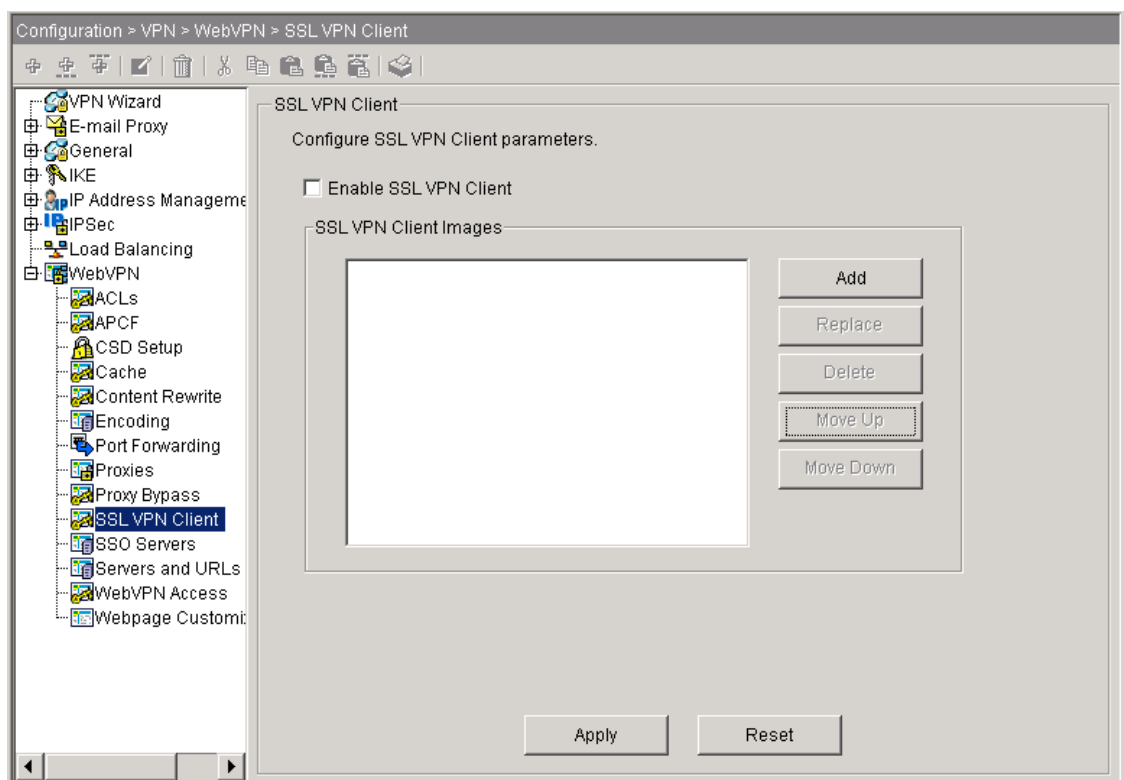 Configuration > VPN > WebVPN > SSL VPN Client
VPN Wizard
E-mail Proxy
General
IKE
IP Address Manageme
IPSec
Load Balancing
WebVPN
ACLs
APCF
CSD Setup
Cache
Content Rewrite
Encoding
Port Forwarding
Proxies
Proxy Bypass
SSL VPN Client
SSO Servers
Servers and URLs
WebVPN Access
Webpage Customi
SSL VPN Client
Configure SSL VPN Client parameters.
Enable SSL VPN Client
SSL VPN Client Images
Add
Replace
Delete
Move Up
Move Down
Apply
Reset